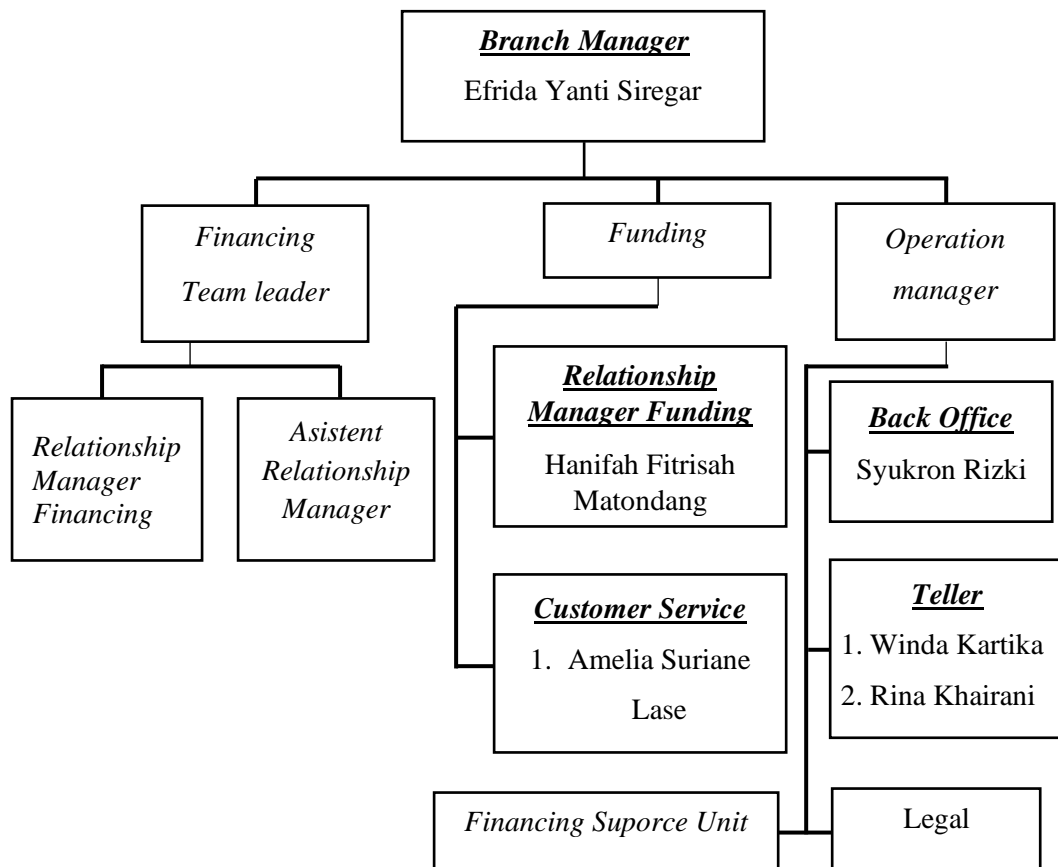 Branch Manager
Efrida Yanti Siregar
Financing
Team leader
Funding
Operation
manager
Relationship
Manager
Financing
Asistent
Relationship
Manager
Relationship
Manager Funding
Hanifah Fitrisah
Matondang
Back Office
Syukron Rizki
Customer Service
1. Amelia Suriane
Lase
Teller
1. Winda Kartika
2. Rina Khairani
Financing Suporce Unit
Legal